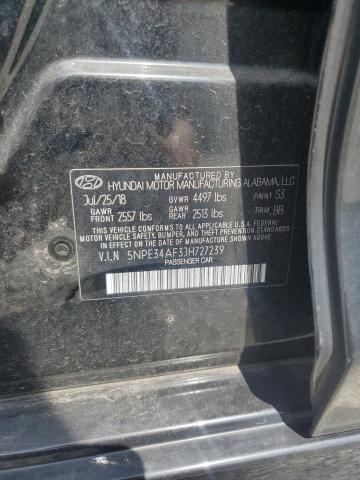 MANUFACTURED BY
HYUNDAI MOTOR MANUFACTURING ALABAMA, LLC
Jul/25/18 GVWR 4497 lbs PAINT S3
GAWR FRONT 2557 lbs GAWR REAR 2513 lbs TRIM BB
THIS VEHICLE CONFORMS TO ALL APPLICABLE U.S. FEDERAL
MOTOR VEHICLE SAFETY, BUMPER, AND THEFT PREVENTION STANDARDS
IN EFFECT ON THE DATE OF MANUFACTURE SHOWN ABOVE.
V.I.N 5NPE34AF3JH727239
PASSENGER CAR